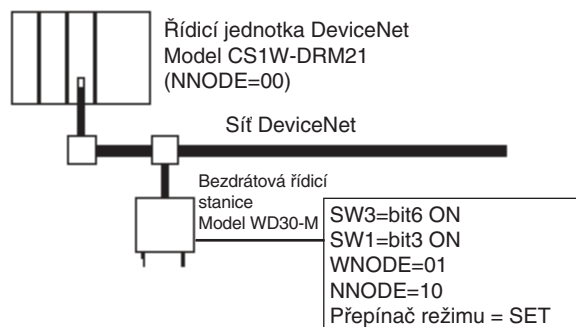 Řídicí jednotka DeviceNet
Model CS1W-DRM21
(NNODE=00)
Síť DeviceNet
Bezdrátová řídicí
stanice
Model WD30-M
SW3=bit6 ON
SW1=bit3 ON
WNODE=01
NNODE=10
Přepínač režimu = SET